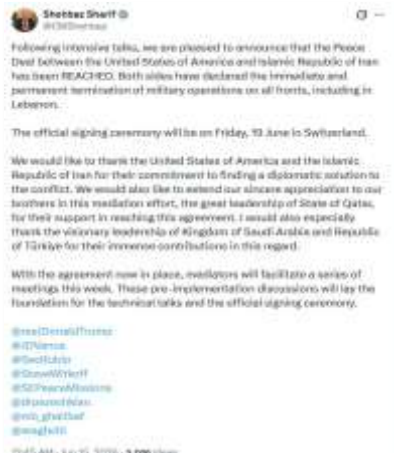 Shehbaz Sharif
@CMShehbaz
Following intensive talks, we are pleased to announce that the Peace
Deal between the United States of America and Islamic Republic of Iran
has been REACHED. Both sides have declared the immediate and
permanent termination of military operations on all fronts, including in
Lebanon.
The official signing ceremony will be on Friday, 19 June in Switzerland.
We would like to thank the United States of America and the Islamic
Republic of Iran for their commitment to finding a diplomatic solution to
the conflict. We would also like to extend our sincere appreciation to our
brothers in this mediation effort, the great leadership of State of Qatar,
for their support in reaching this agreement. I would also especially
thank the visionary leadership of Kingdom of Saudi Arabia and Republic
of Türkiye for their immense contributions in this regard.
With the agreement now in place, mediators will facilitate a series of
meetings this week. These pre-implementation discussions will lay the
foundation for the technical talks and the official signing ceremony.
@realDonaldTrump
@JDVance
@SecRubio
@SteveWitkoff
@SEPeaceMissions
@drpezeshkian
@mb_ghalibaf
@araghchi